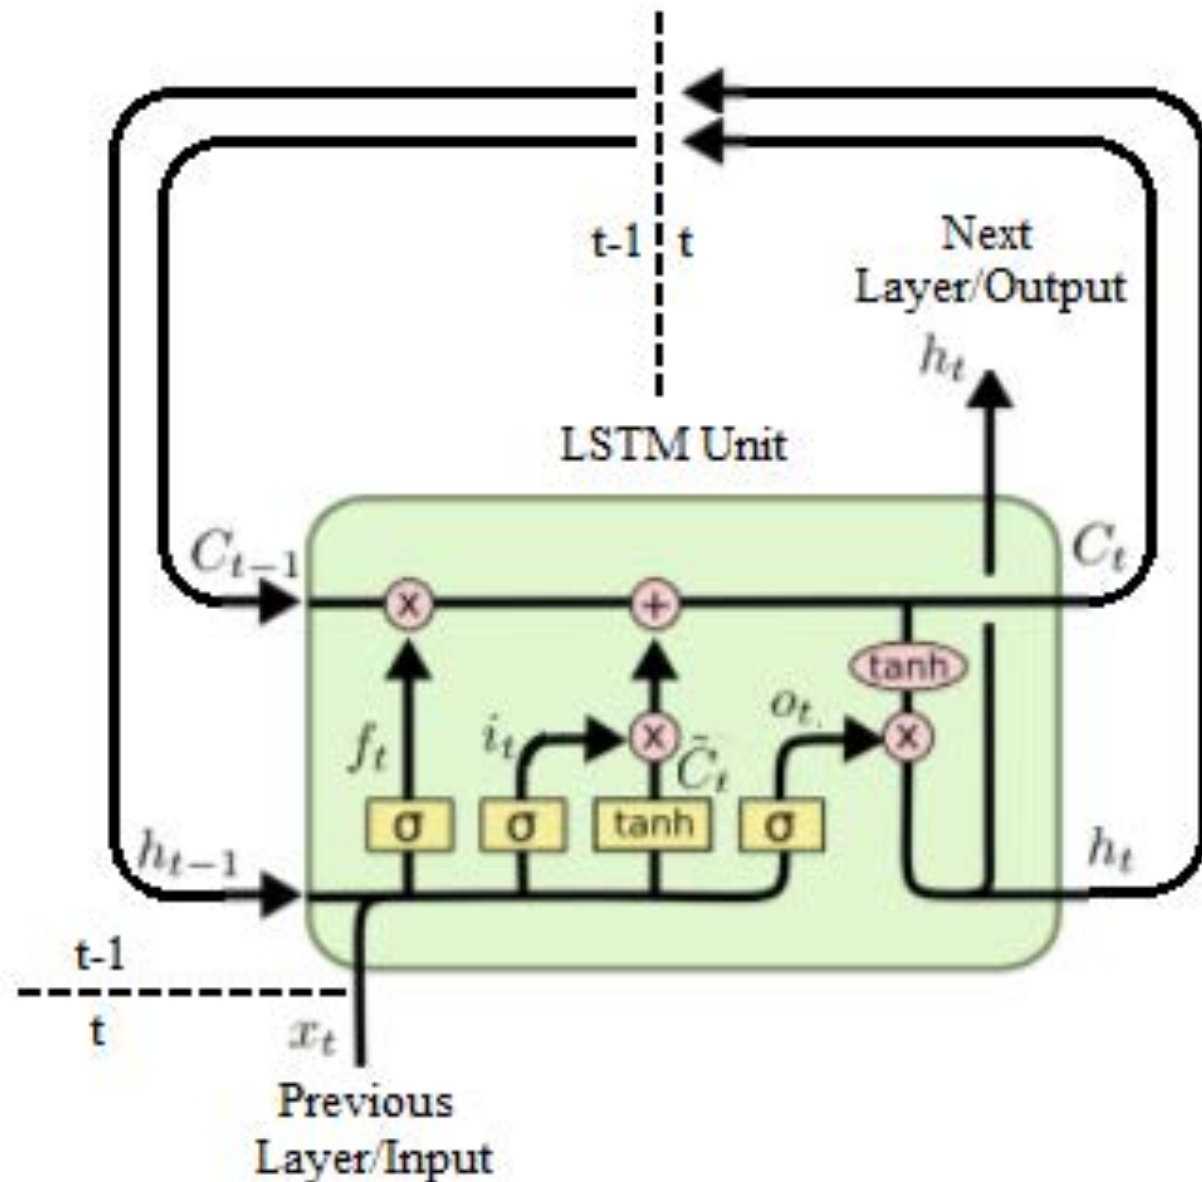 t-1 t
Next
Layer/Output
h_t
LSTM Unit
C_{t-1}
C_t
x
+
tanh
o_t
i_t
x
x
f_t
C̃_t
σ
σ
tanh
σ
h_{t-1}
h_t
t-1
t
x_t
Previous
Layer/Input